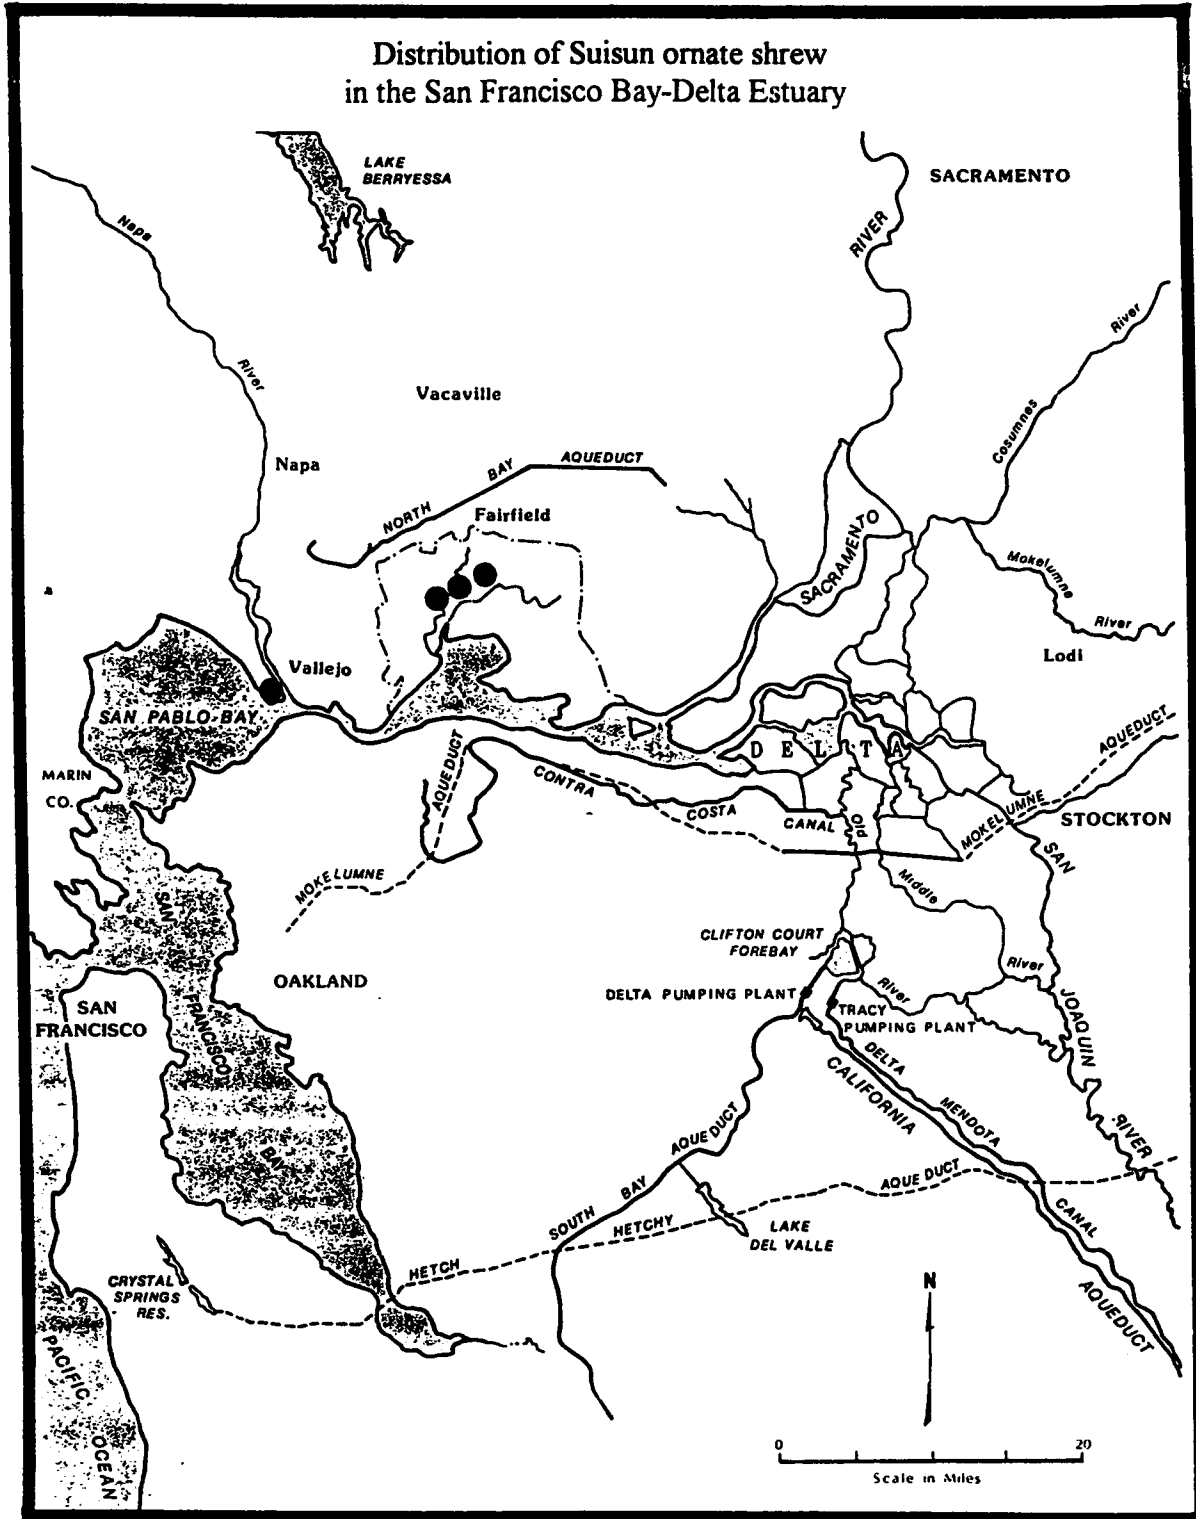 Distribution of Suisun ornate shrew
in the San Francisco Bay-Delta Estuary
LAKE
BERRYESSA
SACRAMENTO
Napa
RIVER
River
River
Vacaville
Cosumnes
Napa
NORTH BAY AQUEDUCT
Fairfield
SACRAMENTO
Mokelumne
River
Lodi
Vallejo
SAN PABLO BAY
DELTA
AQUEDUCT
MARIN
CO.
AQUEDUCT
CONTRA
COSTA
CANAL
Old
MOKELUMNE
STOCKTON
SAN
MOKELUMNE
Middle
SAN
CLIFTON COURT
FOREBAY
River
OAKLAND
DELTA PUMPING PLANT
River
SAN
FRANCISCO
TRACY
PUMPING PLANT
JOAQUIN
FRANCISCO
DELTA
CALIFORNIA
MENDOTA
RIVER
BAY
AQUEDUCT
AQUEDUCT
BAY
SOUTH
HETCHY
CANAL
LAKE
DEL VALLE
HETCH
CRYSTAL
SPRINGS
RES.
N
AQUEDUCT
PACIFIC
OCEAN
0 20
Scale in Miles